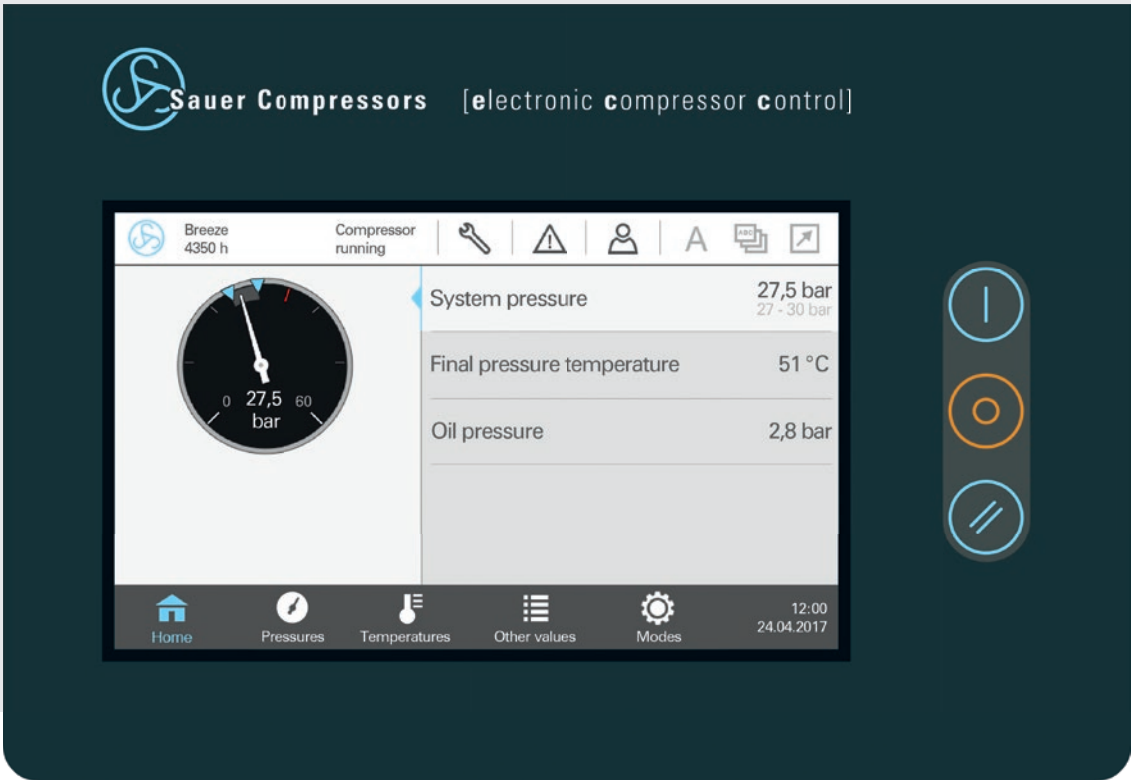 Sauer Compressors [electronic compressor control]
Breeze
4350 h
Compressor
running
A
ABC
System pressure 27,5 bar
27 - 30 bar
Final pressure temperature 51 °C
Oil pressure 2,8 bar
0 27,5 60
bar
Home Pressures Temperatures Other values Modes
12:00
24.04.2017